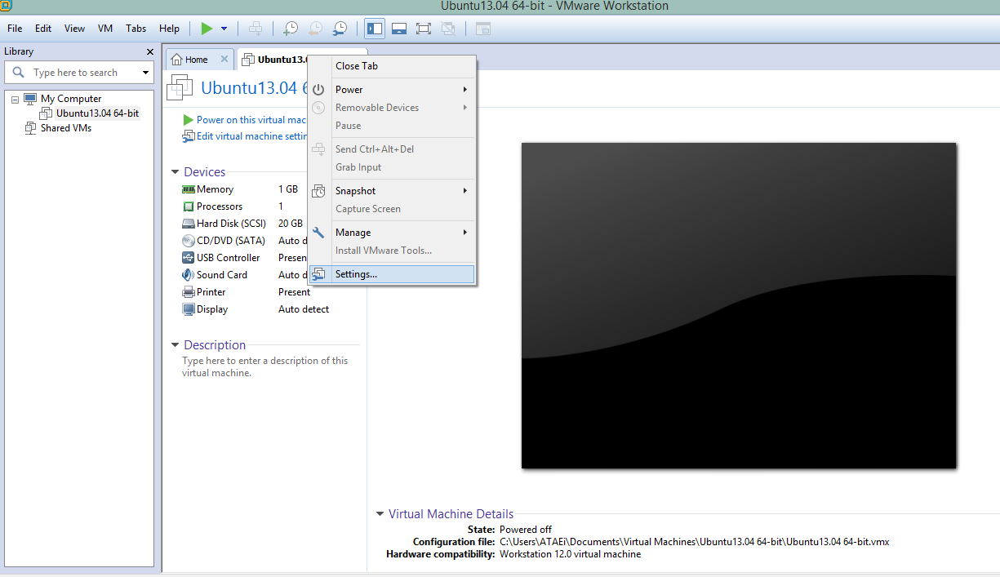 Ubuntu13.04 64-bit - VMware Workstation
File Edit View VM Tabs Help
Library
Type here to search
My Computer
Ubuntu13.04 64-bit
Shared VMs
Home
Ubuntu13.
Ubuntu13.04
Power on this virtual mac
Edit virtual machine settin
Devices
Memory 1 GB
Processors 1
Hard Disk (SCSI) 20 GB
CD/DVD (SATA) Auto d
USB Controller Presen
Sound Card Auto d
Printer Present
Display Auto detect
Description
Type here to enter a description of this
virtual machine.
Close Tab
Power
Removable Devices
Pause
Send Ctrl+Alt+Del
Grab Input
Snapshot
Capture Screen
Manage
Install VMware Tools...
Settings...
Virtual Machine Details
State: Powered off
Configuration file: C:\Users\ATAEi\Documents\Virtual Machines\Ubuntu13.04 64-bit\Ubuntu13.04 64-bit.vmx
Hardware compatibility: Workstation 12.0 virtual machine